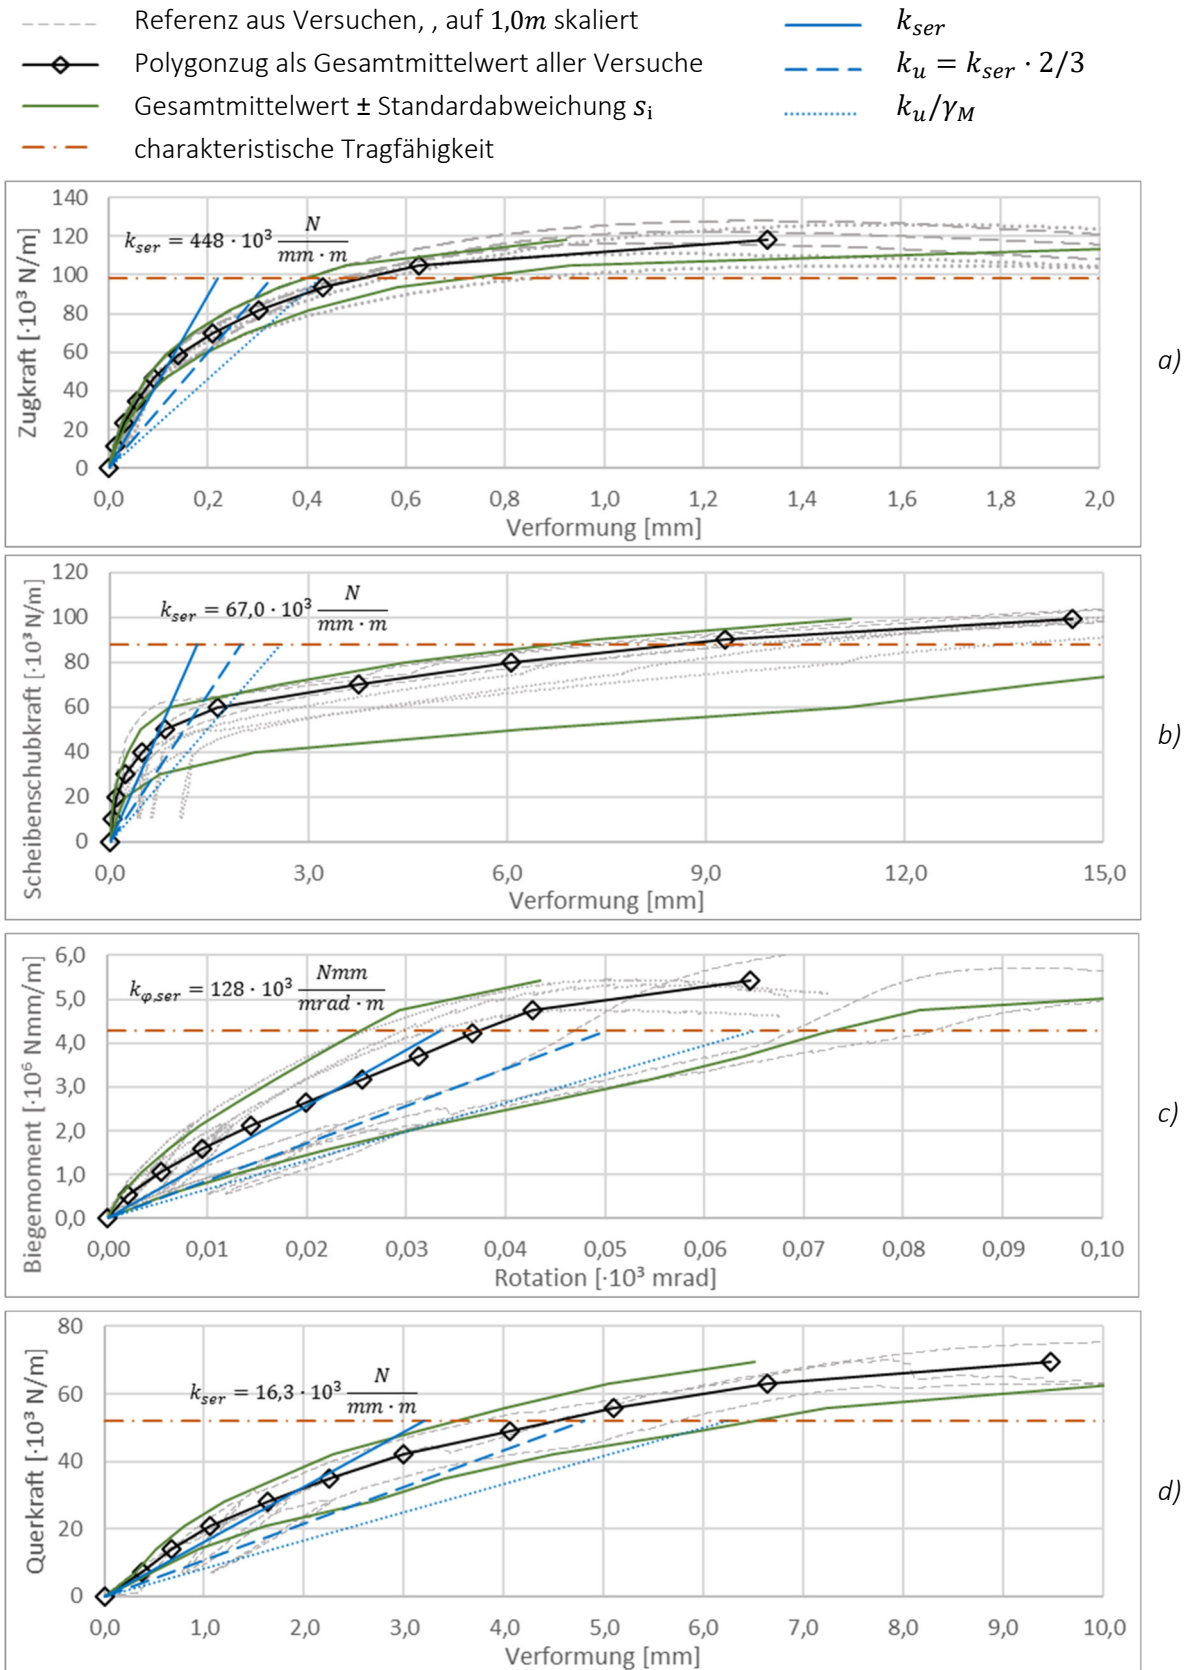 Referenz aus Versuchen, , auf 1,0m skaliert
Polygonzug als Gesamtmittelwert aller Versuche
Gesamtmittelwert ± Standardabweichung s_i
charakteristische Tragfähigkeit
k_ser
k_u = k_ser · 2/3
k_u/γ_M
Zugkraft [·10³ N/m]
140
120
100
80
60
40
20
0
k_ser = 448 · 10³ N/(mm · m)
0,0 0,2 0,4 0,6 0,8 1,0 1,2 1,4 1,6 1,8 2,0
Verformung [mm]
a)
Scheibenschubkraft [·10³ N/m]
120
100
80
60
40
20
0
k_ser = 67,0 · 10³ N/(mm · m)
0,0 3,0 6,0 9,0 12,0 15,0
Verformung [mm]
b)
Biegemoment [·10⁶ Nmm/m]
6,0
5,0
4,0
3,0
2,0
1,0
0,0
k_φ,ser = 128 · 10³ Nmm/(mrad · m)
0,00 0,01 0,02 0,03 0,04 0,05 0,06 0,07 0,08 0,09 0,10
Rotation [·10³ mrad]
c)
Querkraft [·10³ N/m]
80
60
40
20
0
k_ser = 16,3 · 10³ N/(mm · m)
0,0 1,0 2,0 3,0 4,0 5,0 6,0 7,0 8,0 9,0 10,0
Verformung [mm]
d)